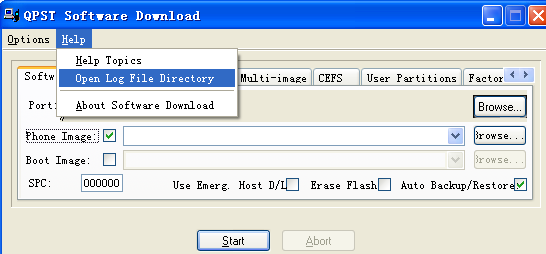 QPST Software Download
Options Help
Help Topics
Open Log File Directory
About Software Download
Softw Multi-image CEFS User Partitions Factor
Port: Browse...
Phone Image: Browse...
Boot Image: Browse...
SPC: 000000 Use Emerg. Host D/L Erase Flash Auto Backup/Restore
Start Abort